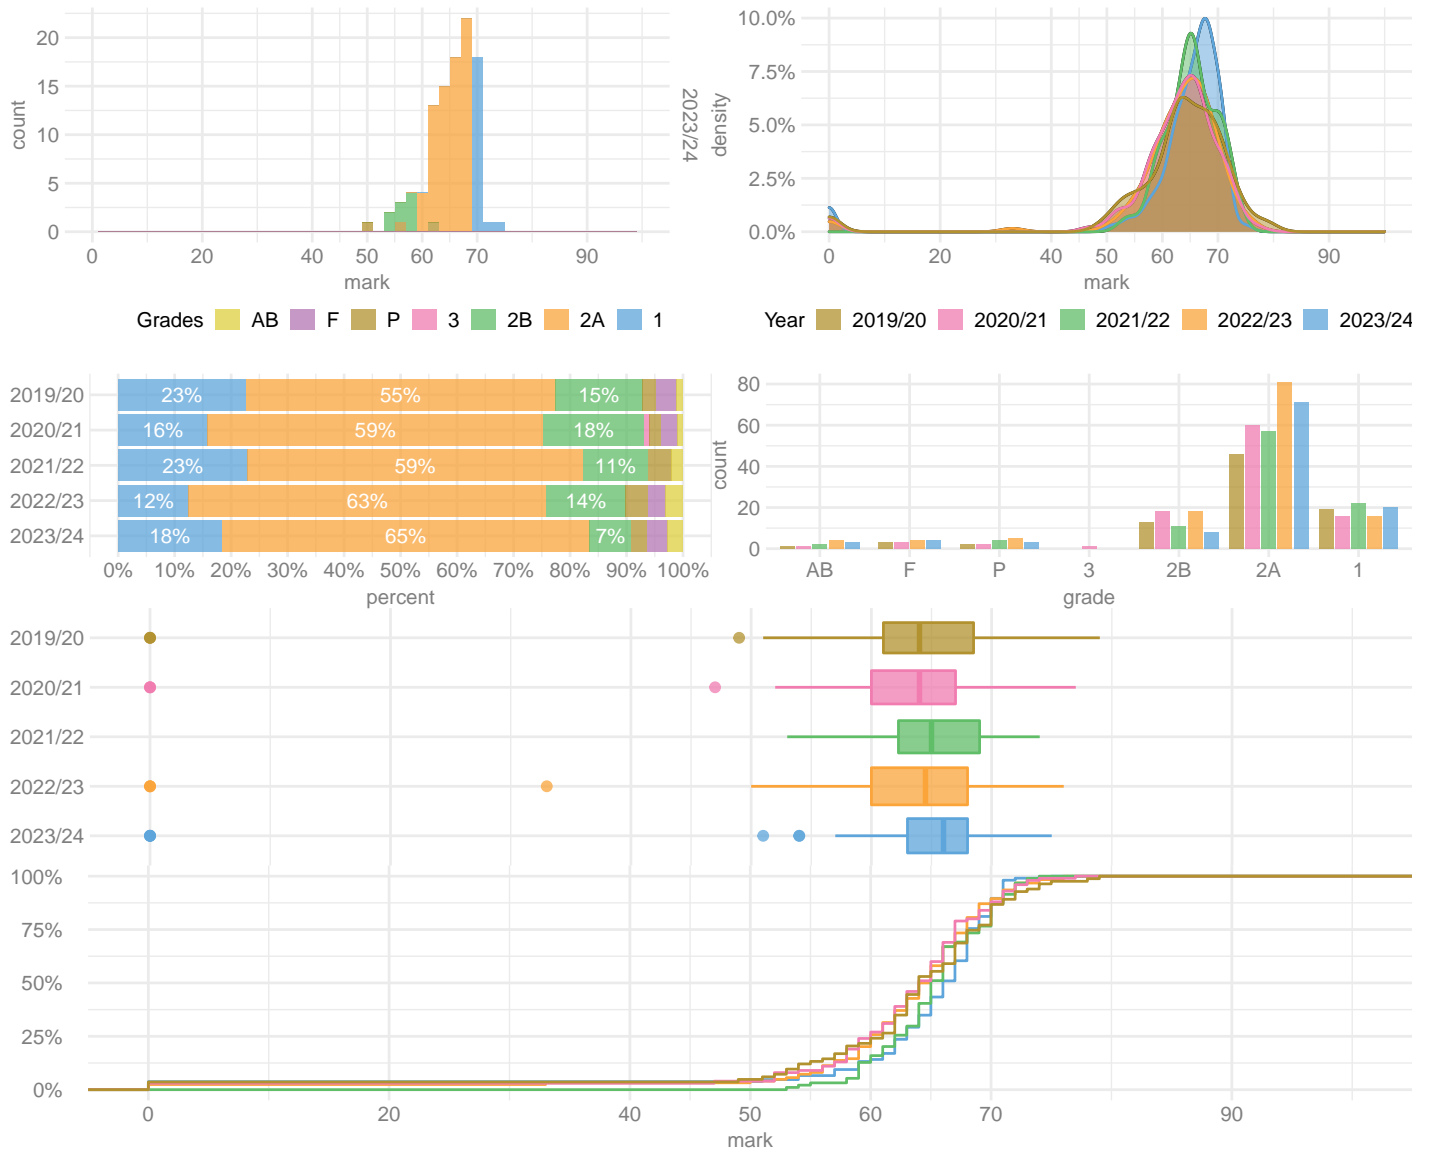 20
15
10
5
0
count
0 20 40 50 60 70 90
mark
2023/24
10.0%
7.5%
5.0%
2.5%
0.0%
density
0 20 40 50 60 70 90
mark
Grades AB F P 3 2B 2A 1
Year 2019/20 2020/21 2021/22 2022/23 2023/24
2019/20 23% 55% 15%
2020/21 16% 59% 18%
2021/22 23% 59% 11%
2022/23 12% 63% 14%
2023/24 18% 65% 7%
0% 10% 20% 30% 40% 50% 60% 70% 80% 90% 100%
percent
80
60
40
20
0
count
AB F P 3 2B 2A 1
grade
2019/20
2020/21
2021/22
2022/23
2023/24
100%
75%
50%
25%
0%
0 20 40 50 60 70 90
mark